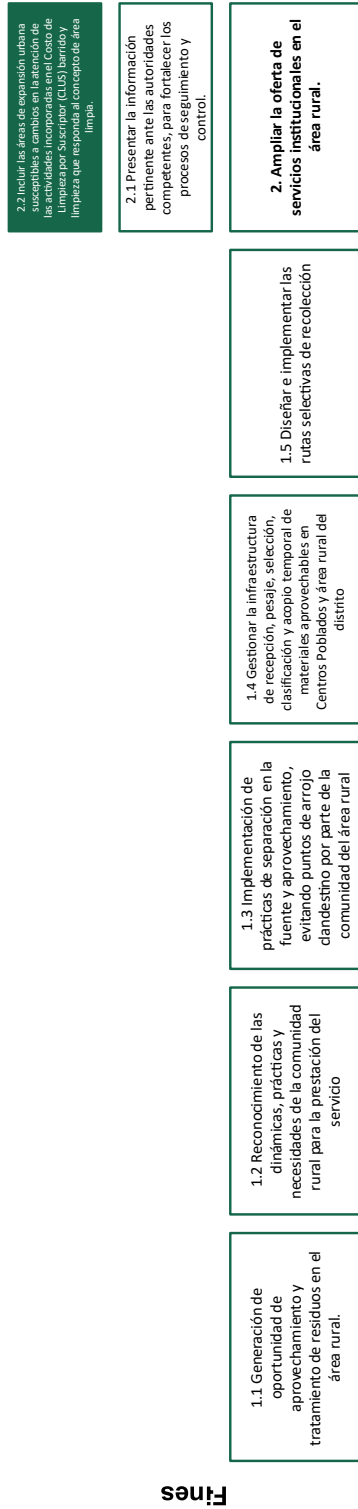 Fines
1.1 Generación de
oportunidad de
aprovechamiento y
tratamiento de residuos en el
área rural.
1.2 Reconocimiento de las
dinámicas, prácticas y
necesidades de la comunidad
rural para la prestación del
servicio
1.3 Implementación de
prácticas de separación en la
fuente y aprovechamiento,
evitando puntos de arrojo
clandestino por parte de la
comunidad del área rural
1.4 Gestionar la infraestructura
de recepción, pesaje, selección,
clasificación y acopio temporal de
materiales aprovechables en
Centros Poblados y área rural del
distrito
1.5 Diseñar e implementar las
rutas selectivas de recolección
2. Ampliar la oferta de
servicios institucionales en el
área rural.
2.1 Presentar la información
pertinente ante las autoridades
competentes, para fortalecer los
procesos de seguimiento y
control.
2.2 Incluir las áreas de expansión urbana
susceptibles a cambios en la atención de
las actividades incorporadas en el Costo de
Limpieza por Suscriptor (CLUS) barrido y
limpieza que responda al concepto de área
limpia.